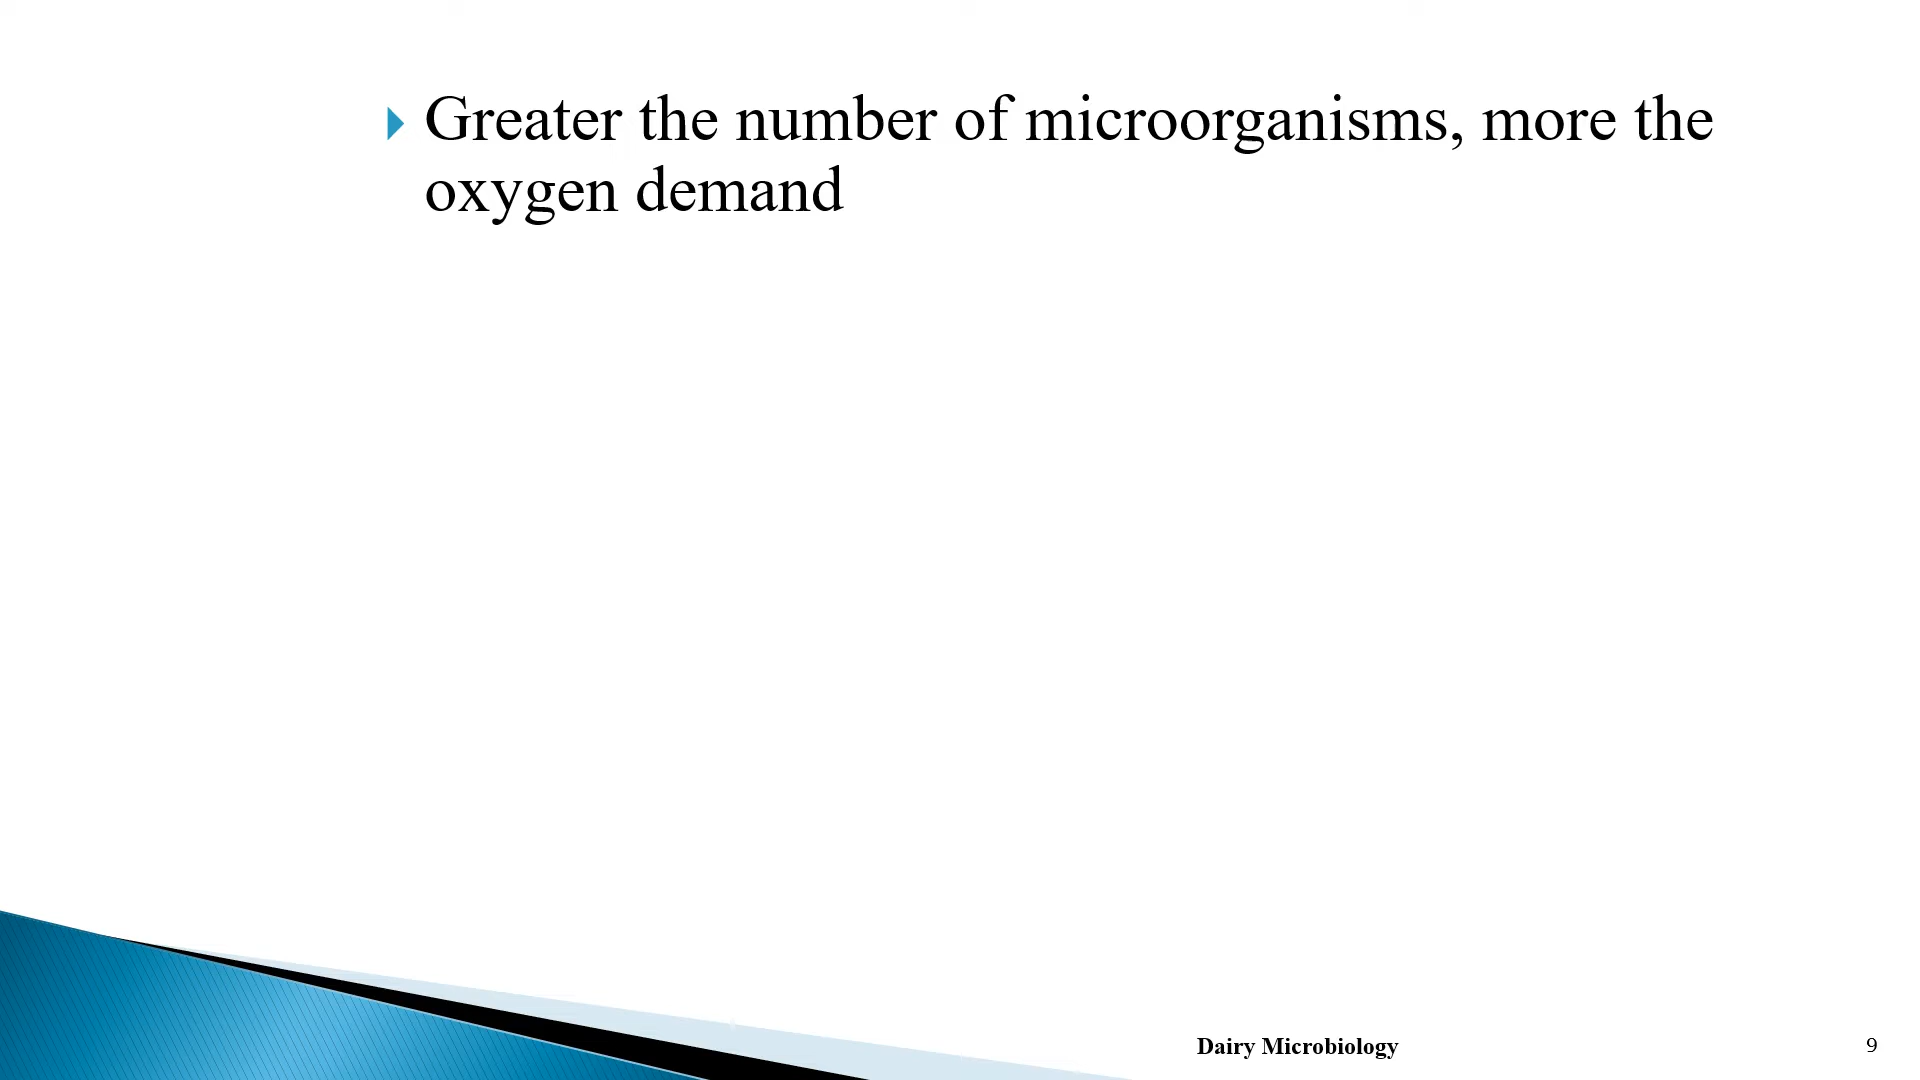 Greater the number of microorganisms, more the
oxygen demand
Dairy Microbiology
9